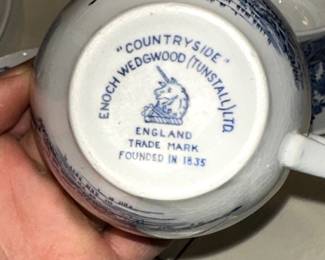 "COUNTRYSIDE"
ENOCH WEDGWOOD (TUNSTALL) LTD.
ENGLAND
TRADE MARK
FOUNDED IN 1835